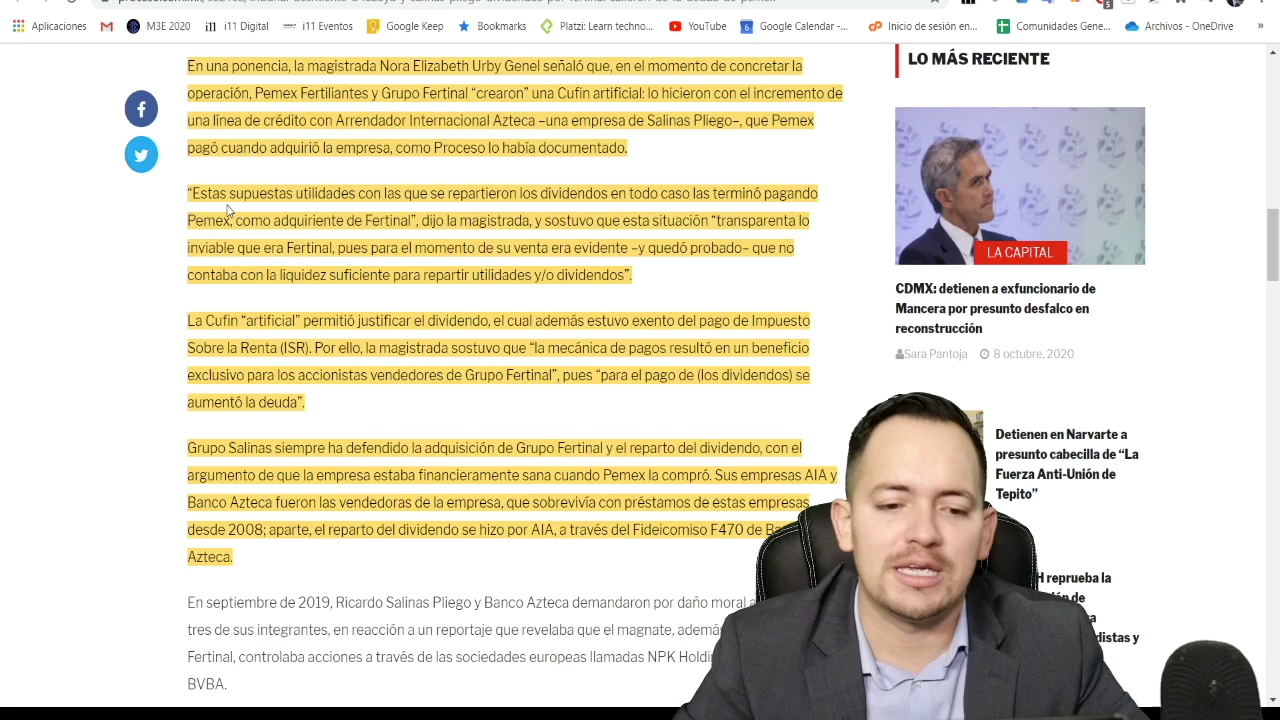 Aplicaciones
M3E 2020
i11 Digital
i11 Eventos
Google Keep
Bookmarks
Platzi: Learn techno...
YouTube
Google Calendar -...
Inicio de sesión en...
Comunidades Gene...
Archivos - OneDrive
»
En una ponencia, la magistrada Nora Elizabeth Urby Genel señaló que, en el momento de concretar la
operación, Pemex Fertiliantes y Grupo Fertinal “crearon” una Cufin artificial: lo hicieron con el incremento de
una línea de crédito con Arrendador Internacional Azteca –una empresa de Salinas Pliego–, que Pemex
pagó cuando adquirió la empresa, como Proceso lo había documentado.
“Estas supuestas utilidades con las que se repartieron los dividendos en todo caso las terminó pagando
Pemex, como adquiriente de Fertinal”, dijo la magistrada, y sostuvo que esta situación “transparenta lo
inviable que era Fertinal, pues para el momento de su venta era evidente –y quedó probado– que no
contaba con la liquidez suficiente para repartir utilidades y/o dividendos”.
La Cufin “artificial” permitió justificar el dividendo, el cual además estuvo exento del pago de Impuesto
Sobre la Renta (ISR). Por ello, la magistrada sostuvo que “la mecánica de pagos resultó en un beneficio
exclusivo para los accionistas vendedores de Grupo Fertinal”, pues “para el pago de (los dividendos) se
aumentó la deuda”.
Grupo Salinas siempre ha defendido la adquisición de Grupo Fertinal y el reparto del dividendo, con el
argumento de que la empresa estaba financieramente sana cuando Pemex la compró. Sus empresas AIA y
Banco Azteca fueron las vendedoras de la empresa, que sobrevivía con préstamos de estas empresas
desde 2008; aparte, el reparto del dividendo se hizo por AIA, a través del Fideicomiso F470 de
Azteca.
En septiembre de 2019, Ricardo Salinas Pliego y Banco Azteca demandaron por daño moral a
tres de sus integrantes, en reacción a un reportaje que revelaba que el magnate,
Fertinal, controlaba acciones a través de las sociedades europeas llamadas NPK
BVBA.
LO MÁS RECIENTE
LA CAPITAL
CDMX: detienen a exfuncionario de
Mancera por presunto desfalco en
reconstrucción
Sara Pantoja 8 octubre, 2020
Detienen en Narvarte a
presunto cabecilla de “La
Fuerza Anti-Unión de
Tepito”
reprueba la
de